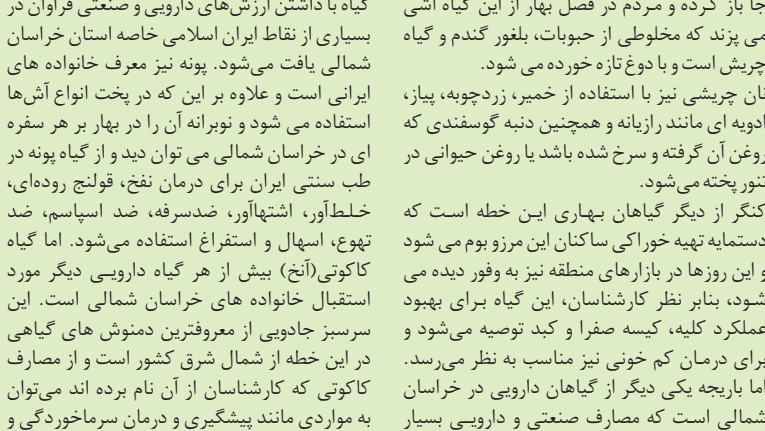 جا باز کرده و مردم در فصل بهار از این گیاه آشی
می پزند که مخلوطی از حبوبات، بلغور گندم و گیاه
چریش است و با دوغ تازه خورده می شود.
نان چریشی نیز با استفاده از خمیر، زردچوبه، پیاز،
ادویه ای مانند رازیانه و همچنین دنبه گوسفندی که
روغن آن گرفته و سرخ شده باشد یا روغن حیوانی در
تنور پخته می‌شود.
کنگر از دیگر گیاهان بهاری این خطه است که
دستمایه تهیه خوراکی ساکنان این مرزو بوم می شود
و این روزها در بازارهای منطقه نیز به وفور دیده می
شود، بنابر نظر کارشناسان، این گیاه برای بهبود
عملکرد کلیه، کیسه صفرا و کبد توصیه می‌شود و
برای درمان کم خونی نیز مناسب به نظر می‌رسد.
اما باریجه یکی دیگر از گیاهان دارویی در خراسان
شمالی است که مصارف صنعتی و دارویی بسیار
گیاه با داشتن ارزش‌های دارویی و صنعتی فراوان در
بسیاری از نقاط ایران اسلامی خاصه استان خراسان
شمالی یافت می‌شود. پونه نیز معرف خانواده های
ایرانی است و علاوه بر این که در پخت انواع آش‌ها
استفاده می شود و نوبرانه آن را در بهار بر هر سفره
ای در خراسان شمالی می توان دید و از گیاه پونه در
طب سنتی ایران برای درمان نفخ، قولنج روده‌ای،
خلط‌آور، اشتهاآور، ضدسرفه، ضد اسپاسم، ضد
تهوع، اسهال و استفراغ استفاده می‌شود. اما گیاه
کاکوتی(آنخ) بیش از هر گیاه دارویی دیگر مورد
استقبال خانواده های خراسان شمالی است. این
سرسبز جادویی از معروفترین دمنوش های گیاهی
در این خطه از شمال شرق کشور است و از مصارف
کاکوتی که کارشناسان از آن نام برده اند می‌توان
به مواردی مانند پیشگیری و درمان سرماخوردگی و